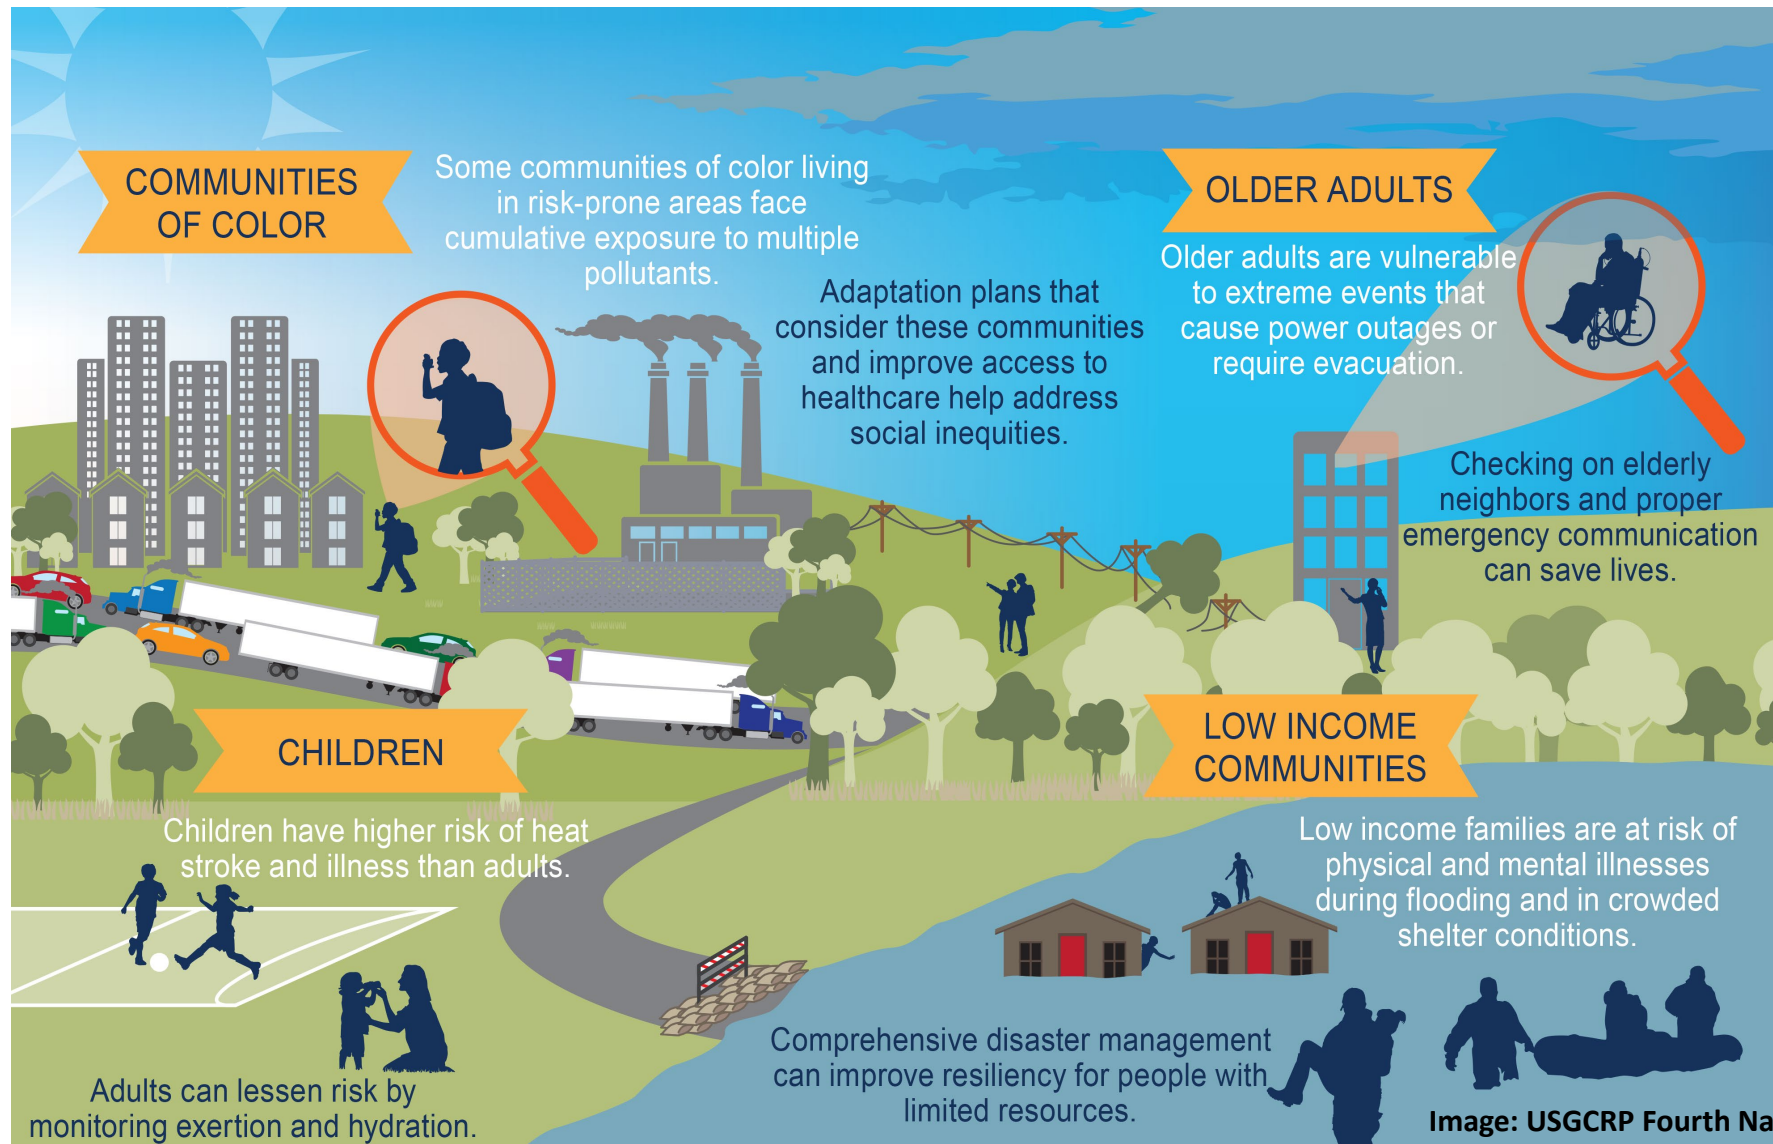 COMMUNITIES
OF COLOR
Some communities of color living
in risk-prone areas face
cumulative exposure to multiple
pollutants.
Adaptation plans that
consider these communities
and improve access to
healthcare help address
social inequities.
OLDER ADULTS
Older adults are vulnerable
to extreme events that
cause power outages or
require evacuation.
Checking on elderly
neighbors and proper
emergency communication
can save lives.
CHILDREN
Children have higher risk of heat
stroke and illness than adults.
Adults can lessen risk by
monitoring exertion and hydration.
LOW INCOME
COMMUNITIES
Low income families are at risk of
physical and mental illnesses
during flooding and in crowded
shelter conditions.
Comprehensive disaster management
can improve resiliency for people with
limited resources.
Image: USGCRP Fourth Na